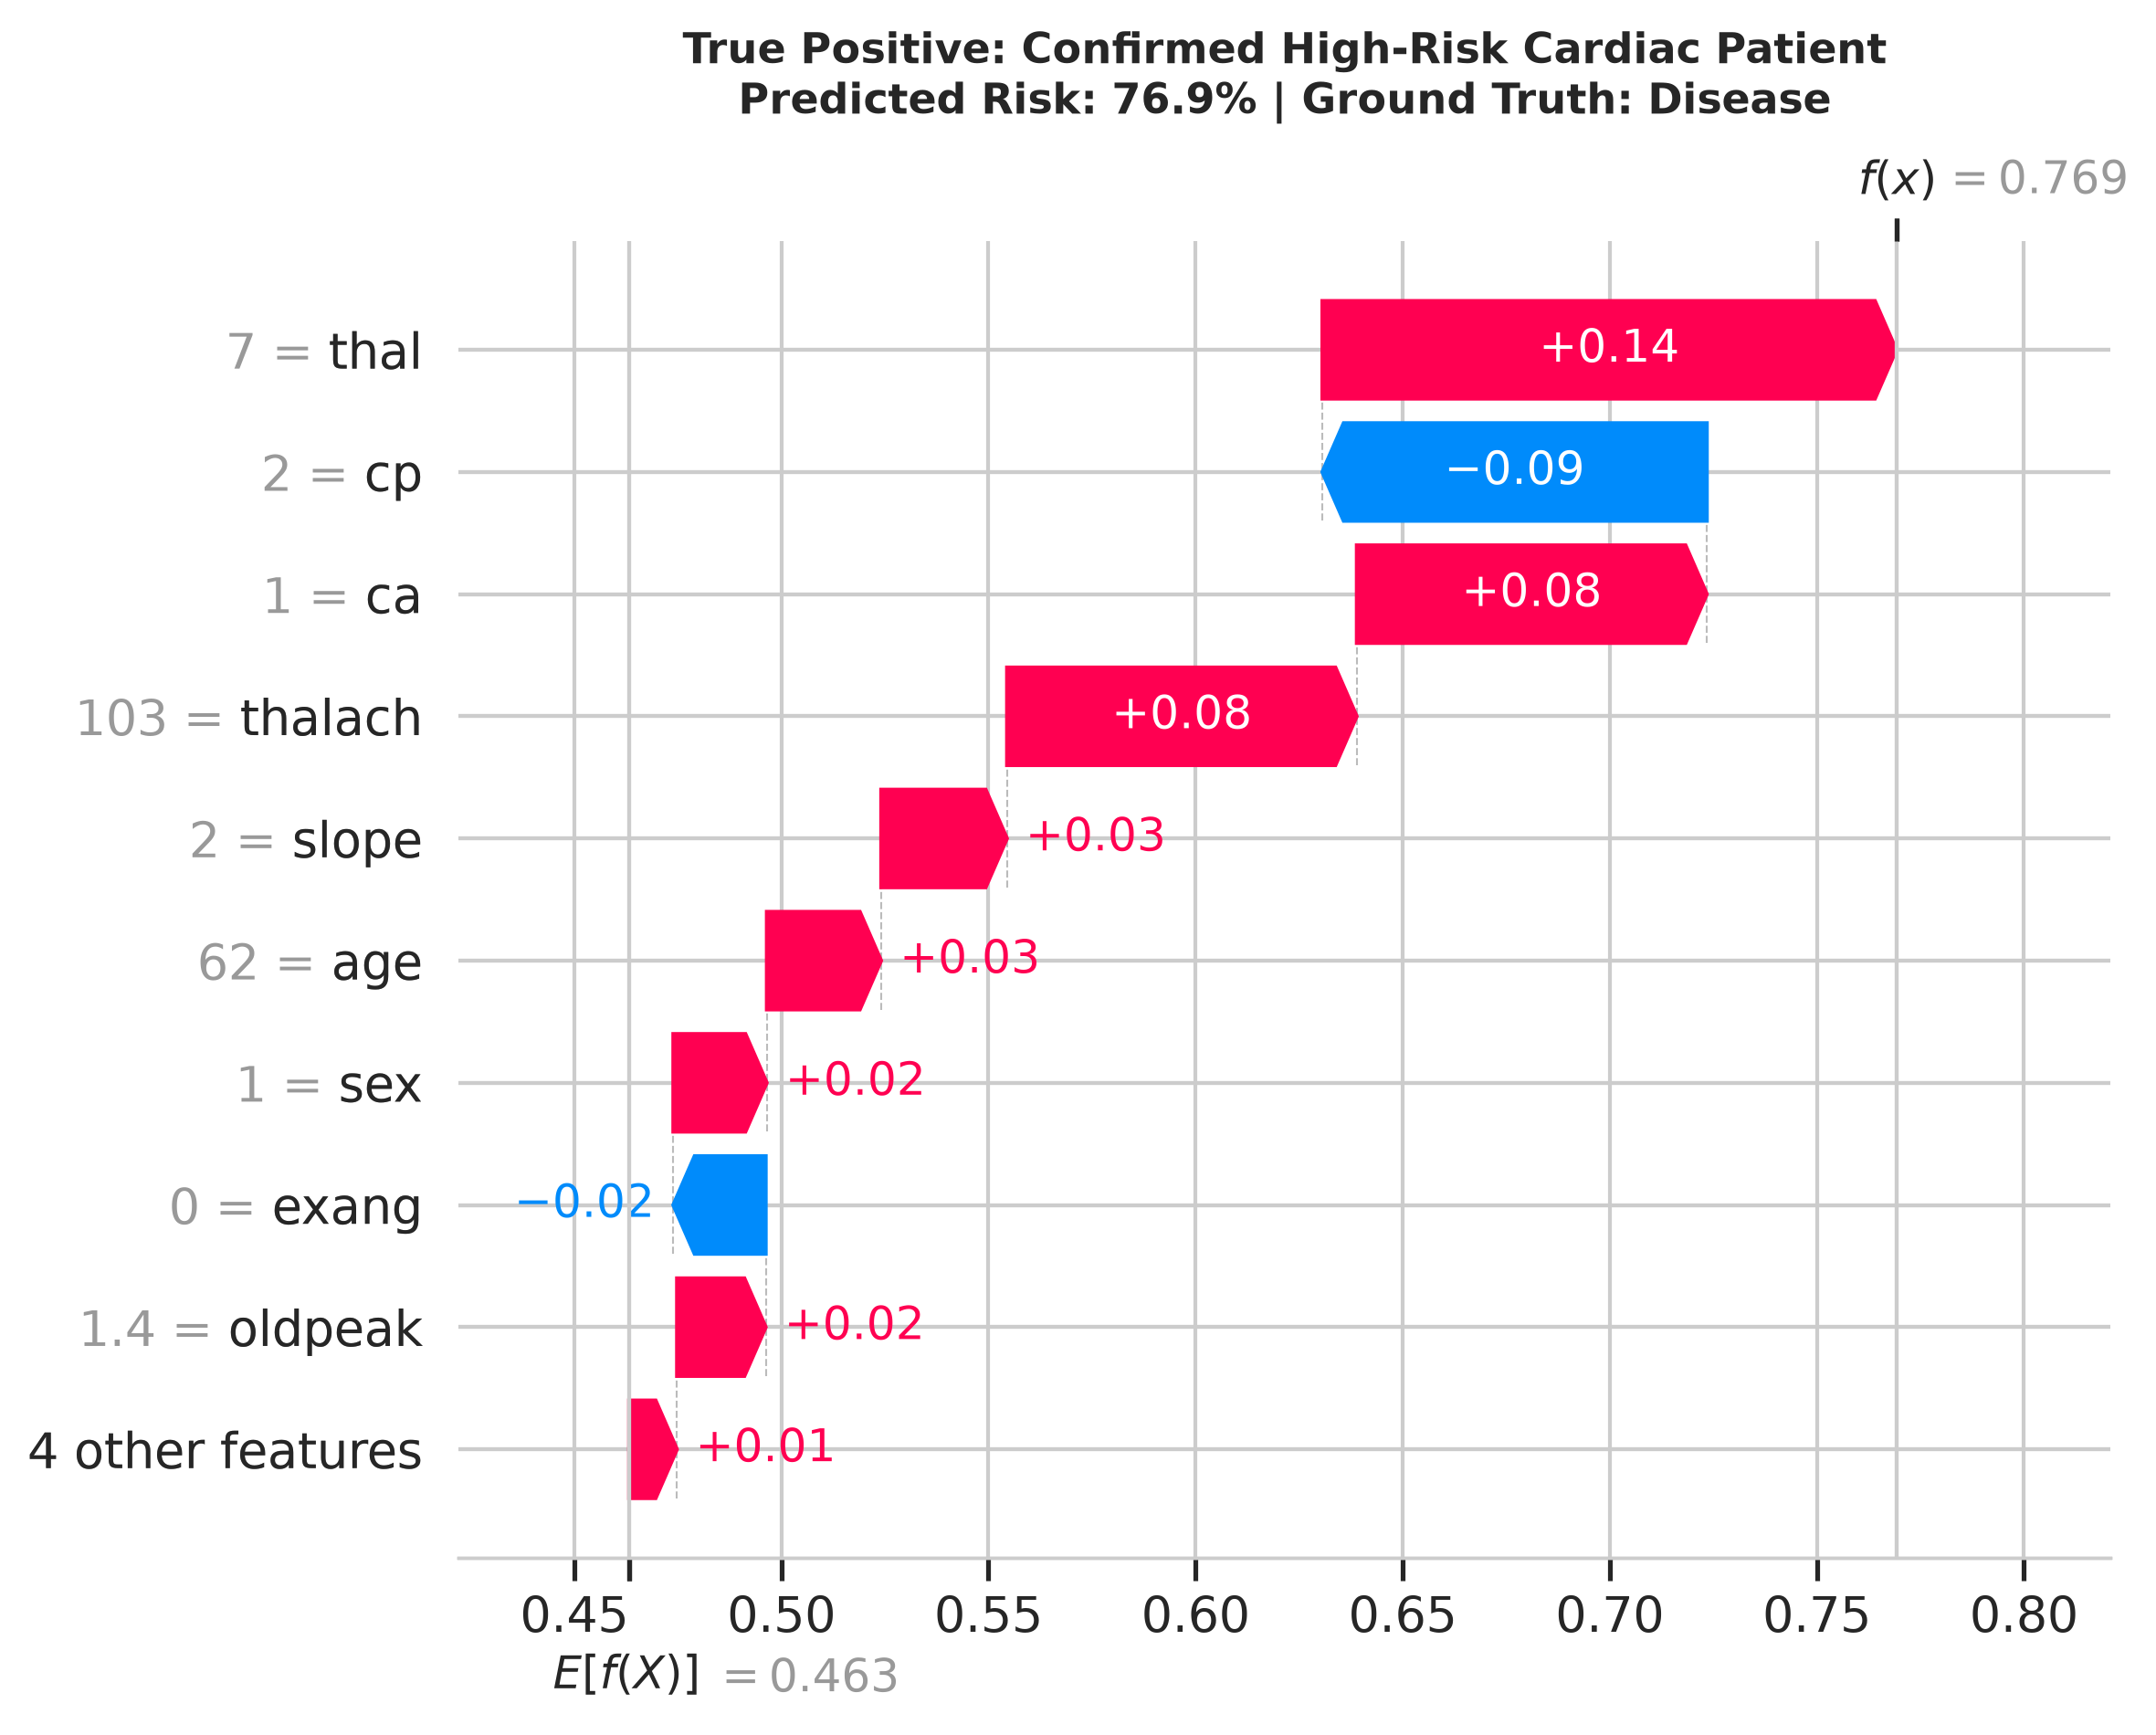 True Positive: Confirmed High-Risk Cardiac Patient
Predicted Risk: 76.9% | Ground Truth: Disease
f(x) = 0.769
7 = thal
+0.14
2 = cp
−0.09
1 = ca
+0.08
103 = thalach
+0.08
2 = slope
+0.03
62 = age
+0.03
1 = sex
+0.02
0 = exang
−0.02
1.4 = oldpeak
+0.02
4 other features
+0.01
0.45 0.50 0.55 0.60 0.65 0.70 0.75 0.80
E[f(X)] = 0.463